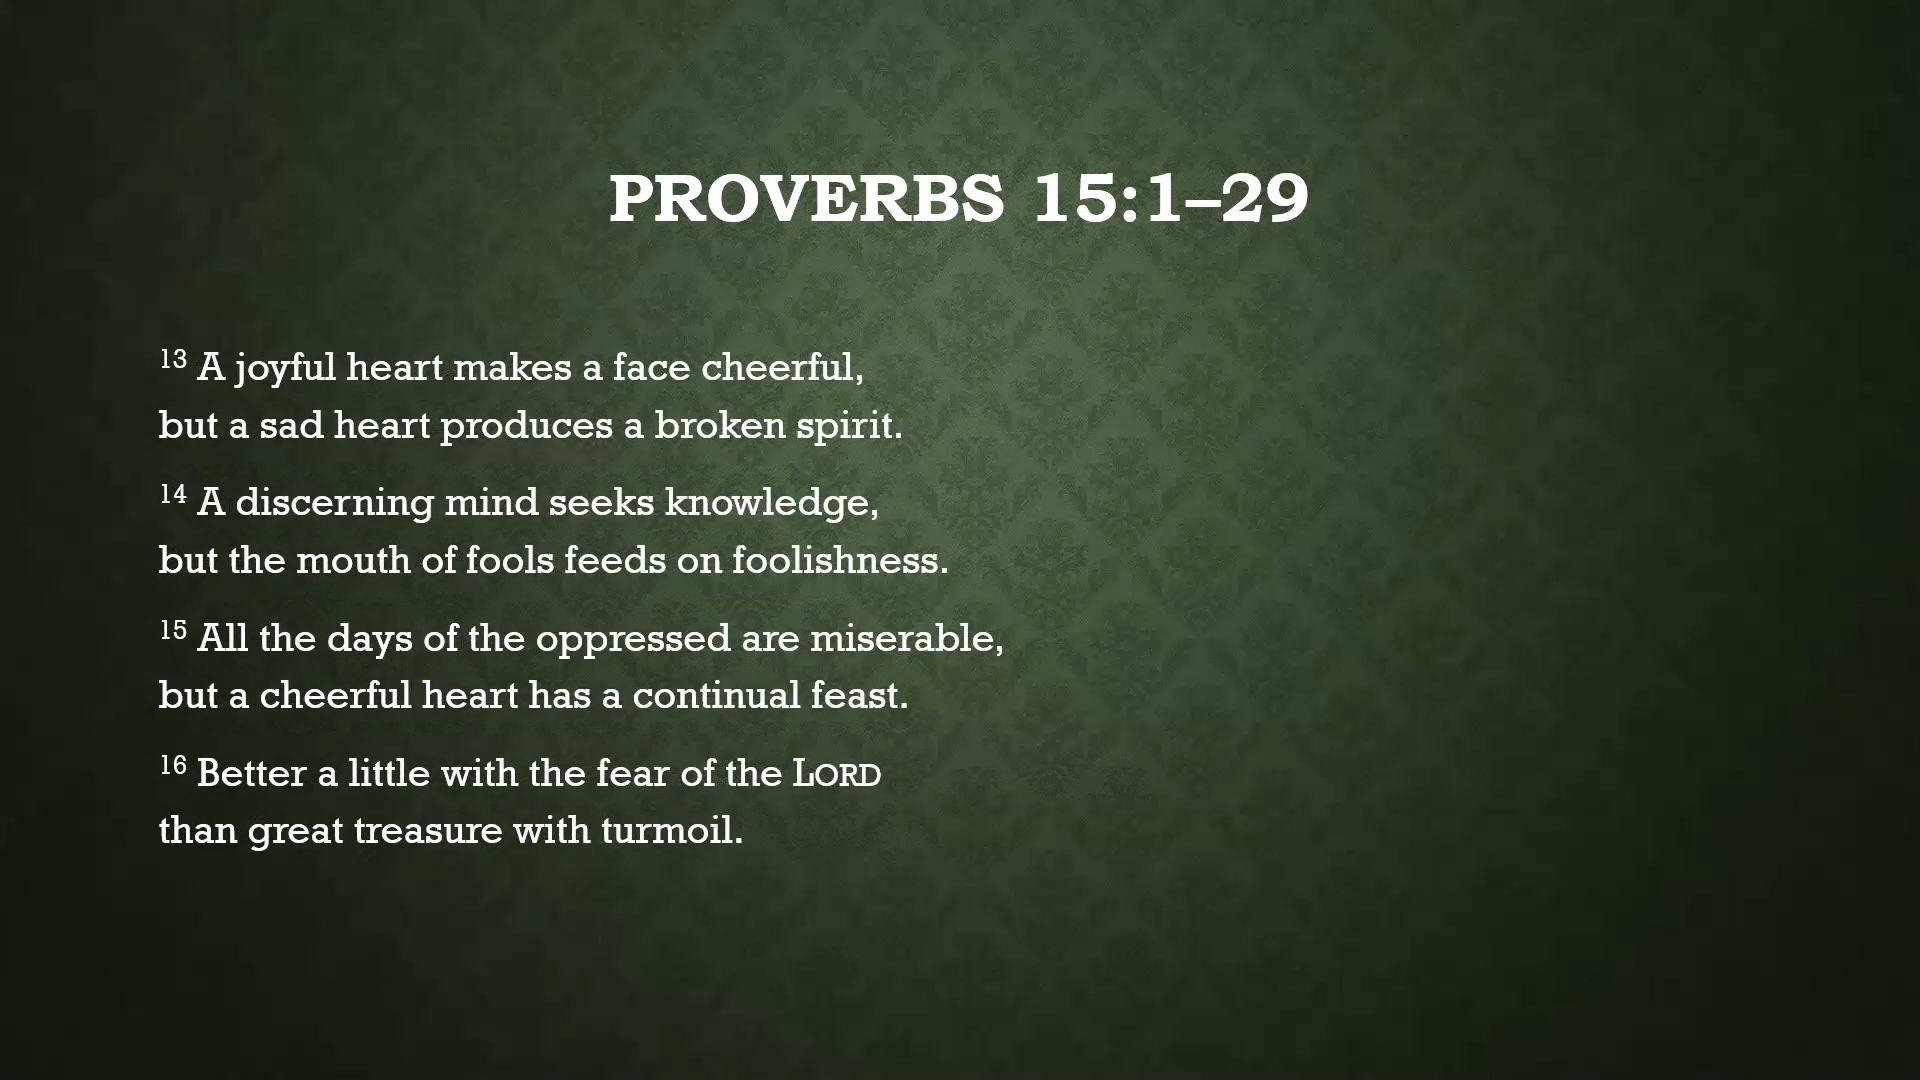 PROVERBS 15:1–29
13 A joyful heart makes a face cheerful,
but a sad heart produces a broken spirit.
14 A discerning mind seeks knowledge,
but the mouth of fools feeds on foolishness.
15 All the days of the oppressed are miserable,
but a cheerful heart has a continual feast.
16 Better a little with the fear of the LORD
than great treasure with turmoil.